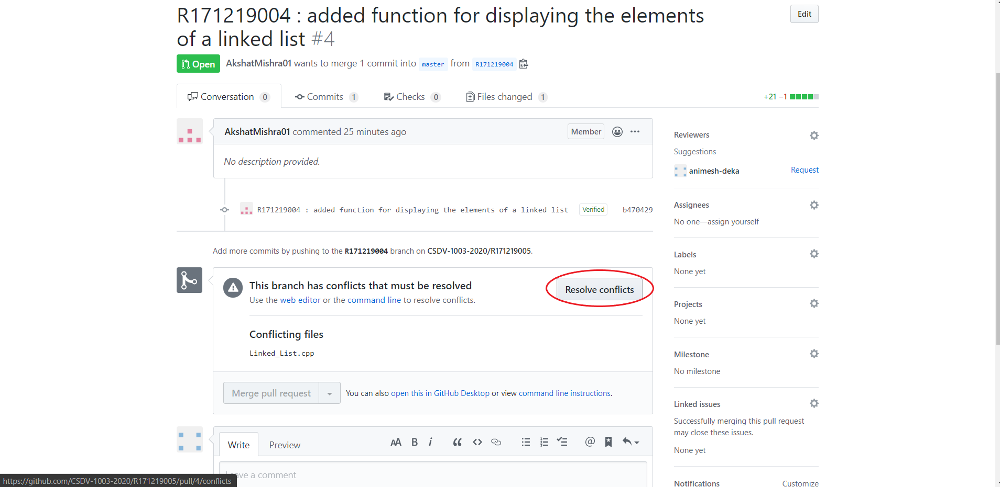 R171219004 : added function for displaying the elements
of a linked list #4
Edit
Open AkshatMishra01 wants to merge 1 commit into master from R171219004
Conversation 0 Commits 1 Checks 0 Files changed 1 +21 −1
AkshatMishra01 commented 25 minutes ago Member
No description provided.
R171219004 : added function for displaying the elements of a linked list Verified b470429
Add more commits by pushing to the R171219004 branch on CSDV-1003-2020/R171219005.
This branch has conflicts that must be resolved
Use the web editor or the command line to resolve conflicts.
Resolve conflicts
Conflicting files
Linked_List.cpp
Merge pull request You can also open this in GitHub Desktop or view command line instructions.
Write Preview
ave a comment
Reviewers
Suggestions
animesh-deka Request
Assignees
No one—assign yourself
Labels
None yet
Projects
None yet
Milestone
No milestone
Linked issues
Successfully merging this pull request
may close these issues.
None yet
Notifications Customize
https://github.com/CSDV-1003-2020/R171219005/pull/4/conflicts